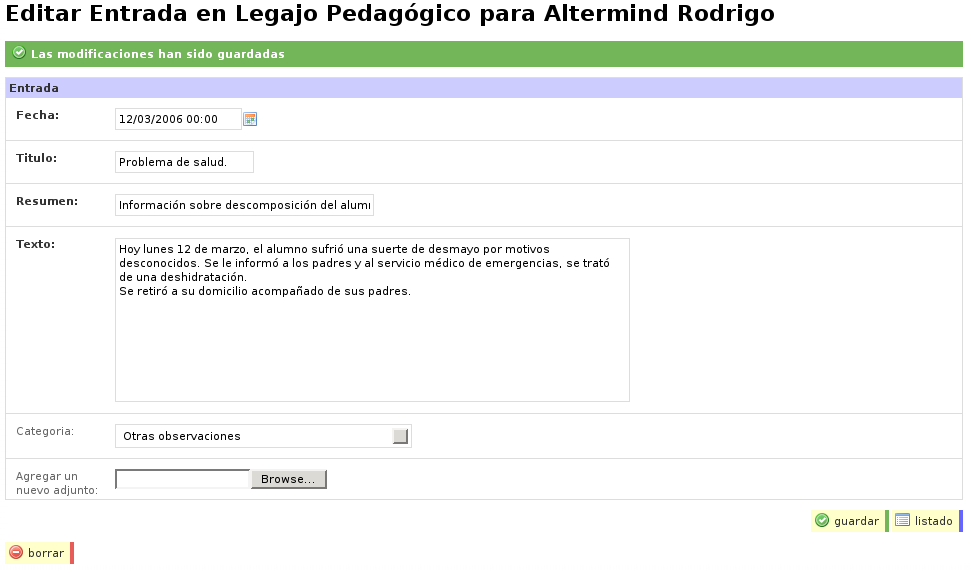 Editar Entrada en Legajo Pedagógico para Altermind Rodrigo
Las modificaciones han sido guardadas
Entrada
Fecha:
12/03/2006 00:00
Titulo:
Problema de salud.
Resumen:
Información sobre descomposición del alum
Texto:
Hoy lunes 12 de marzo, el alumno sufrió una suerte de desmayo por motivos
desconocidos. Se le informó a los padres y al servicio médico de emergencias, se trató
de una deshidratación.
Se retiró a su domicilio acompañado de sus padres.
Categoria:
Otras observaciones
Agregar un
nuevo adjunto:
Browse...
guardar
listado
borrar